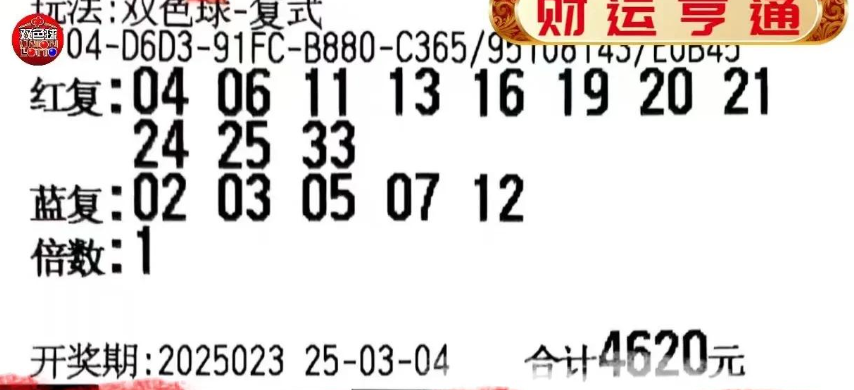 玩法:双色球-复式
财运亨通
双色球
UNION
LOTTO
04-D6D3-91FC-B880-C365/95108143/E0B45
红复:04 06 11 13 16 19 20 21
24 25 33
蓝复:02 03 05 07 12
倍数:1
开奖期:2025023 25-03-04 合计4620元